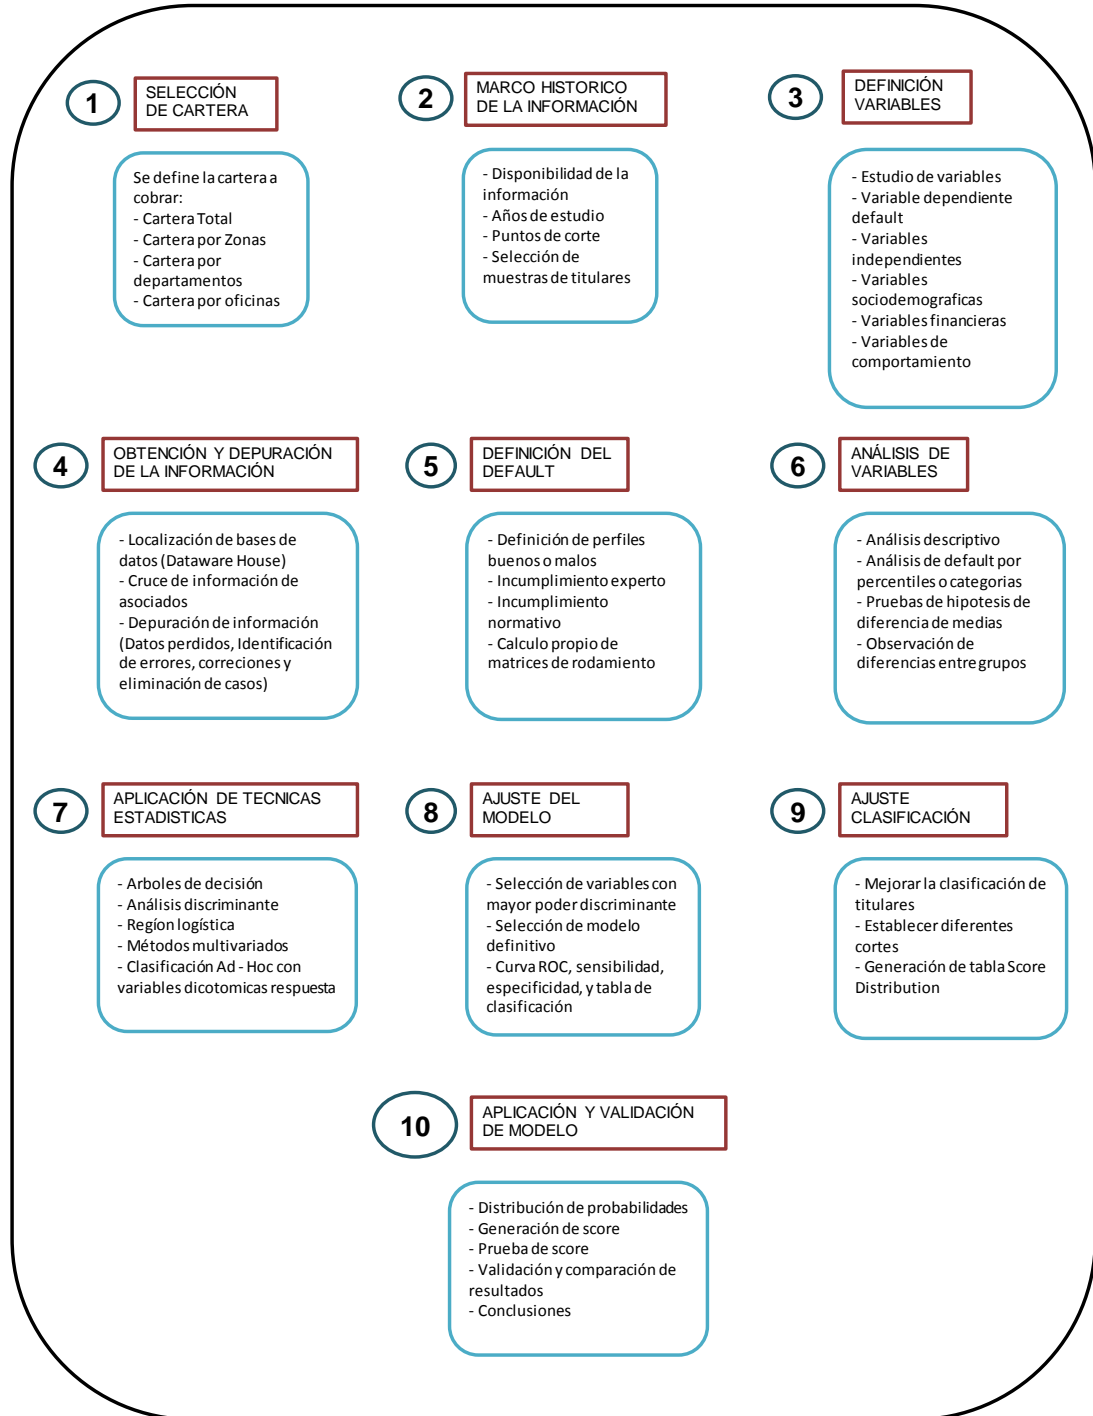 1
SELECCIÓN
DE CARTERA
Se define la cartera a
cobrar:
- Cartera Total
- Cartera por Zonas
- Cartera por
departamentos
- Cartera por oficinas
2
MARCO HISTORICO
DE LA INFORMACIÓN
- Disponibilidad de la
información
- Años de estudio
- Puntos de corte
- Selección de
muestras de titulares
3
DEFINICIÓN
VARIABLES
- Estudio de variables
- Variable dependiente
default
- Variables
independientes
- Variables
sociodemograficas
- Variables financieras
- Variables de
comportamiento
4
OBTENCIÓN Y DEPURACIÓN
DE LA INFORMACIÓN
- Localización de bases de
datos (Dataware House)
- Cruce de información de
asociados
- Depuración de información
(Datos perdidos, Identificación
de errores, correciones y
eliminación de casos)
5
DEFINICIÓN DEL
DEFAULT
- Definición de perfiles
buenos o malos
- Incumplimiento experto
- Incumplimiento
normativo
- Calculo propio de
matrices de rodamiento
6
ANÁLISIS DE
VARIABLES
- Análisis descriptivo
- Análisis de default por
percentiles o categorias
- Pruebas de hipotesis de
diferencia de medias
- Observación de
diferencias entre grupos
7
APLICACIÓN DE TECNICAS
ESTADISTICAS
- Arboles de decisión
- Análisis discriminante
- Regíon logística
- Métodos multivariados
- Clasificación Ad - Hoc con
variables dicotomicas respuesta
8
AJUSTE DEL
MODELO
- Selección de variables con
mayor poder discriminante
- Selección de modelo
definitivo
- Curva ROC, sensibilidad,
especificidad, y tabla de
clasificación
9
AJUSTE
CLASIFICACIÓN
- Mejorar la clasificación de
titulares
- Establecer diferentes
cortes
- Generación de tabla Score
Distribution
10
APLICACIÓN Y VALIDACIÓN
DE MODELO
- Distribución de probabilidades
- Generación de score
- Prueba de score
- Validación y comparación de
resultados
- Conclusiones